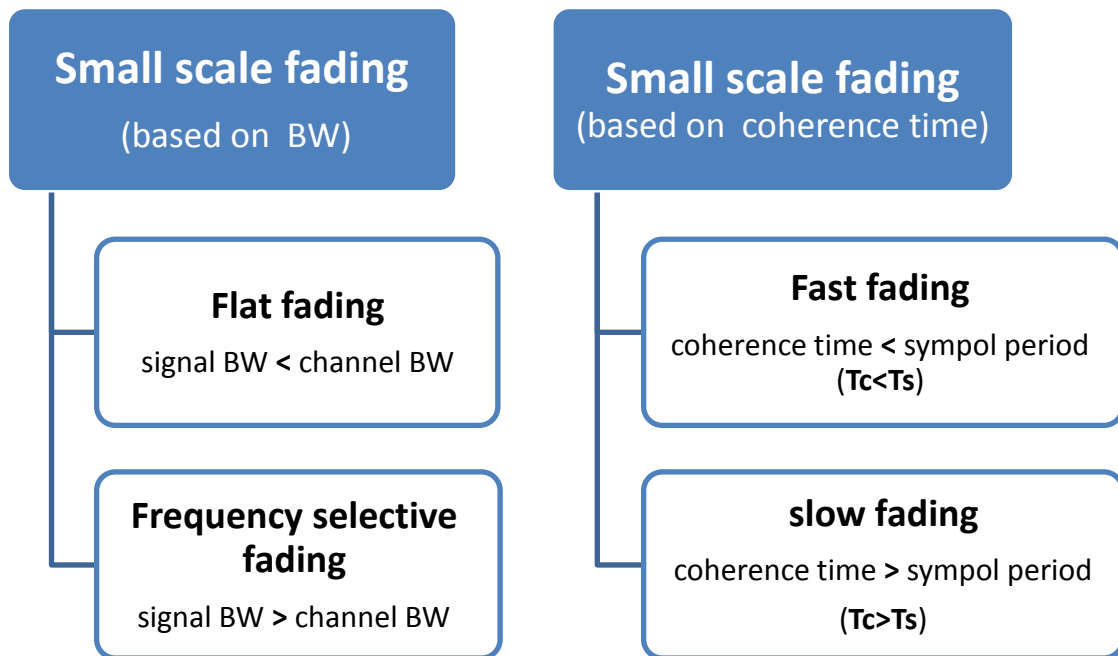 Small scale fading
(based on BW)
Flat fading
signal BW < channel BW
Frequency selective
fading
signal BW > channel BW
Small scale fading
(based on coherence time)
Fast fading
coherence time < sympol period
(Tc<Ts)
slow fading
coherence time > sympol period
(Tc>Ts)